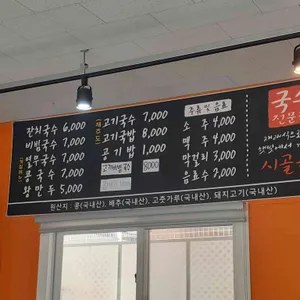 잔치국수 6,000
비빔국수 7,000
열무국수 7,000
콩국수 7,000
왕만두 5,000
고기국수 7,000
고기국밥 8,000
공기밥 1,000
8,000
주류 및 음료
소주 4,000
맥주 4,000
막걸리 3,000
음료수 2,000
원산지 : 콩(국내산), 배추(국내산), 고춧가루(국내산), 돼지고기(국내산)
국수
전문
시골